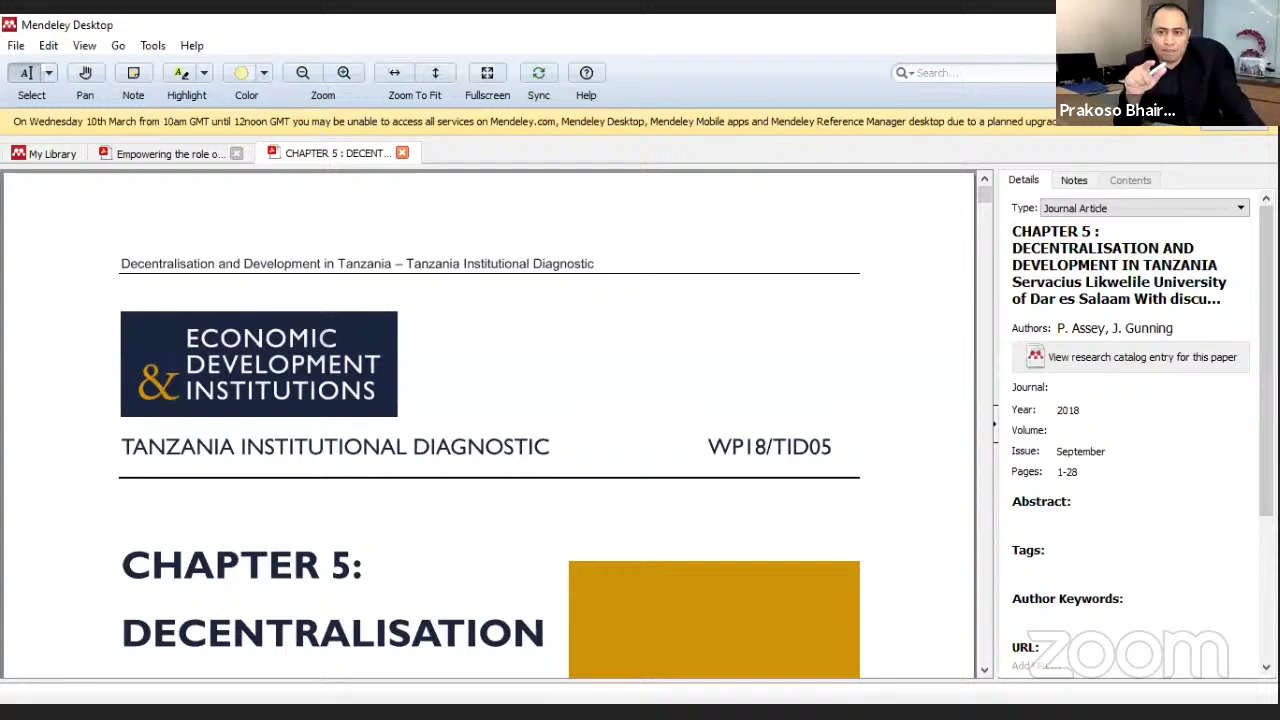 Mendeley Desktop
File Edit View Go Tools Help
Search...
Select Pan Note Highlight Color Zoom Zoom To Fit Fullscreen Sync Help
Prakoso Bhair...
On Wednesday 10th March from 10am GMT until 12noon GMT you may be unable to access all services on Mendeley.com, Mendeley Desktop, Mendeley Mobile apps and Mendeley Reference Manager desktop due to a planned upgra
My Library Empowering the role o... CHAPTER 5 : DECENT...
Decentralisation and Development in Tanzania – Tanzania Institutional Diagnostic
ECONOMIC
DEVELOPMENT
& INSTITUTIONS
TANZANIA INSTITUTIONAL DIAGNOSTIC WP18/TID05
CHAPTER 5:
DECENTRALISATION
Details Notes Contents
Type: Journal Article
CHAPTER 5 :
DECENTRALISATION AND
DEVELOPMENT IN TANZANIA
Servacius Likwelile University
of Dar es Salaam With discu...
Authors: P. Assey, J. Gunning
View research catalog entry for this paper
Journal:
Year: 2018
Volume:
Issue: September
Pages: 1-28
Abstract:
Tags:
Author Keywords:
URL:
zoom